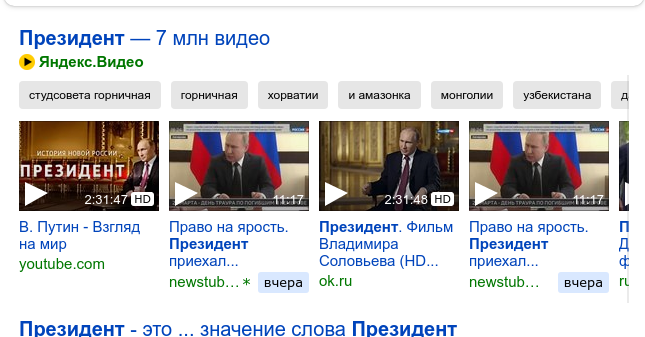 Президент — 7 млн видео
Яндекс.Видео
студсовета горничная
горничная
хорватии
и амазонка
монголии
узбекистана
ИСТОРИЯ НОВОЙ РОССИИ
ПРЕЗИДЕНТ
2:31:47 HD
11:17
2:31:48 HD
11:17
В. Путин - Взгляд
на мир
youtube.com
Право на ярость.
Президент
приехал...
newstub... *
вчера
Президент. Фильм
Владимира
Соловьева (HD...
ok.ru
Право на ярость.
Президент
приехал...
newstub...
вчера
Президент - это ... значение слова Президент